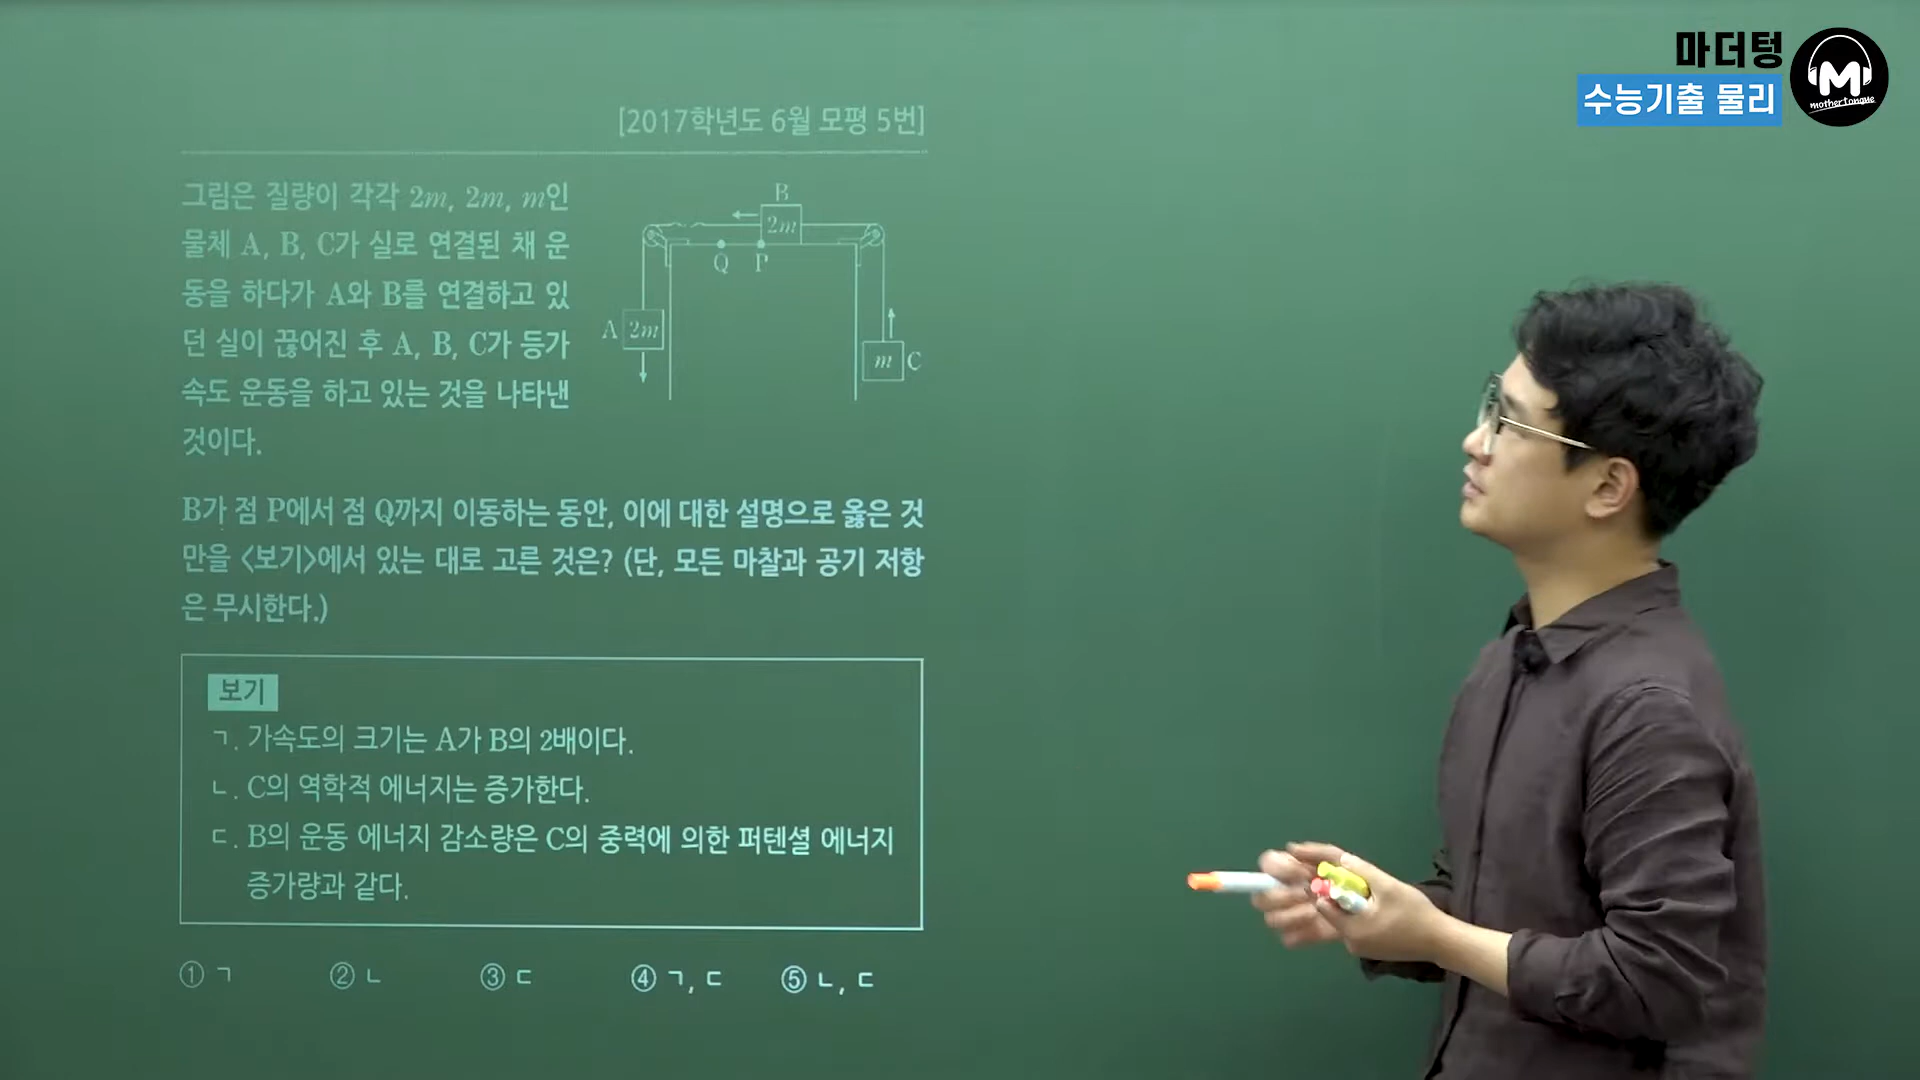 마더텅
수능기출 물리
M
mothertongue
[2017학년도 6월 모평 5번]
그림은 질량이 각각 2m, 2m, m인
물체 A, B, C가 실로 연결된 채 운
동을 하다가 A와 B를 연결하고 있
던 실이 끊어진 후 A, B, C가 등가
속도 운동을 하고 있는 것을 나타낸
것이다.
B
2m
Q
P
A
2m
m
C
B가 점 P에서 점 Q까지 이동하는 동안, 이에 대한 설명으로 옳은 것
만을 <보기>에서 있는 대로 고른 것은? (단, 모든 마찰과 공기 저항
은 무시한다.)
보기
ㄱ. 가속도의 크기는 A가 B의 2배이다.
ㄴ. C의 역학적 에너지는 증가한다.
ㄷ. B의 운동 에너지 감소량은 C의 중력에 의한 퍼텐셜 에너지
증가량과 같다.
① ㄱ ② ㄴ ③ ㄷ ④ ㄱ, ㄷ ⑤ ㄴ, ㄷ